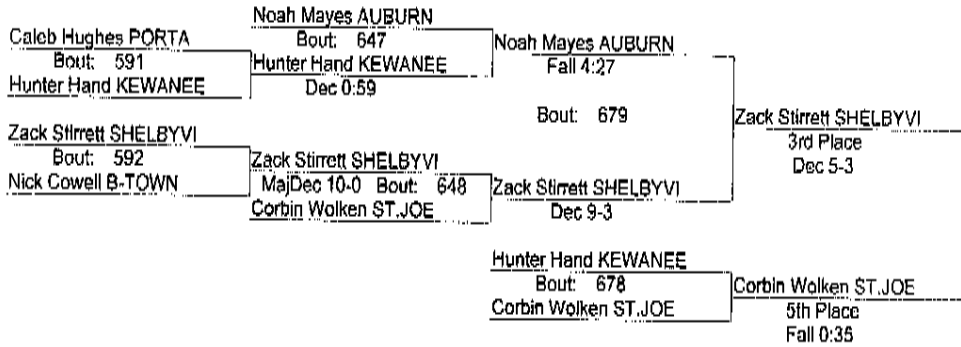 Noah Mayes AUBURN
Caleb Hughes PORTA
Bout: 647
Noah Mayes AUBURN
Bout: 591
Hunter Hand KEWANEE
Fall 4:27
Hunter Hand KEWANEE
Dec 0:59
Bout: 679
Zack Stirrett SHELBYVI
Zack Stirrett SHELBYVI
3rd Place
Bout: 592
Zack Stirrett SHELBYVI
Dec 5-3
Nick Cowell B-TOWN
MajDec 10-0 Bout: 648
Zack Stirrett SHELBYVI
Corbin Wolken ST.JOE
Dec 9-3
Hunter Hand KEWANEE
Bout: 678
Corbin Wolken ST.JOE
Corbin Wolken ST.JOE
5th Place
Fall 0:35